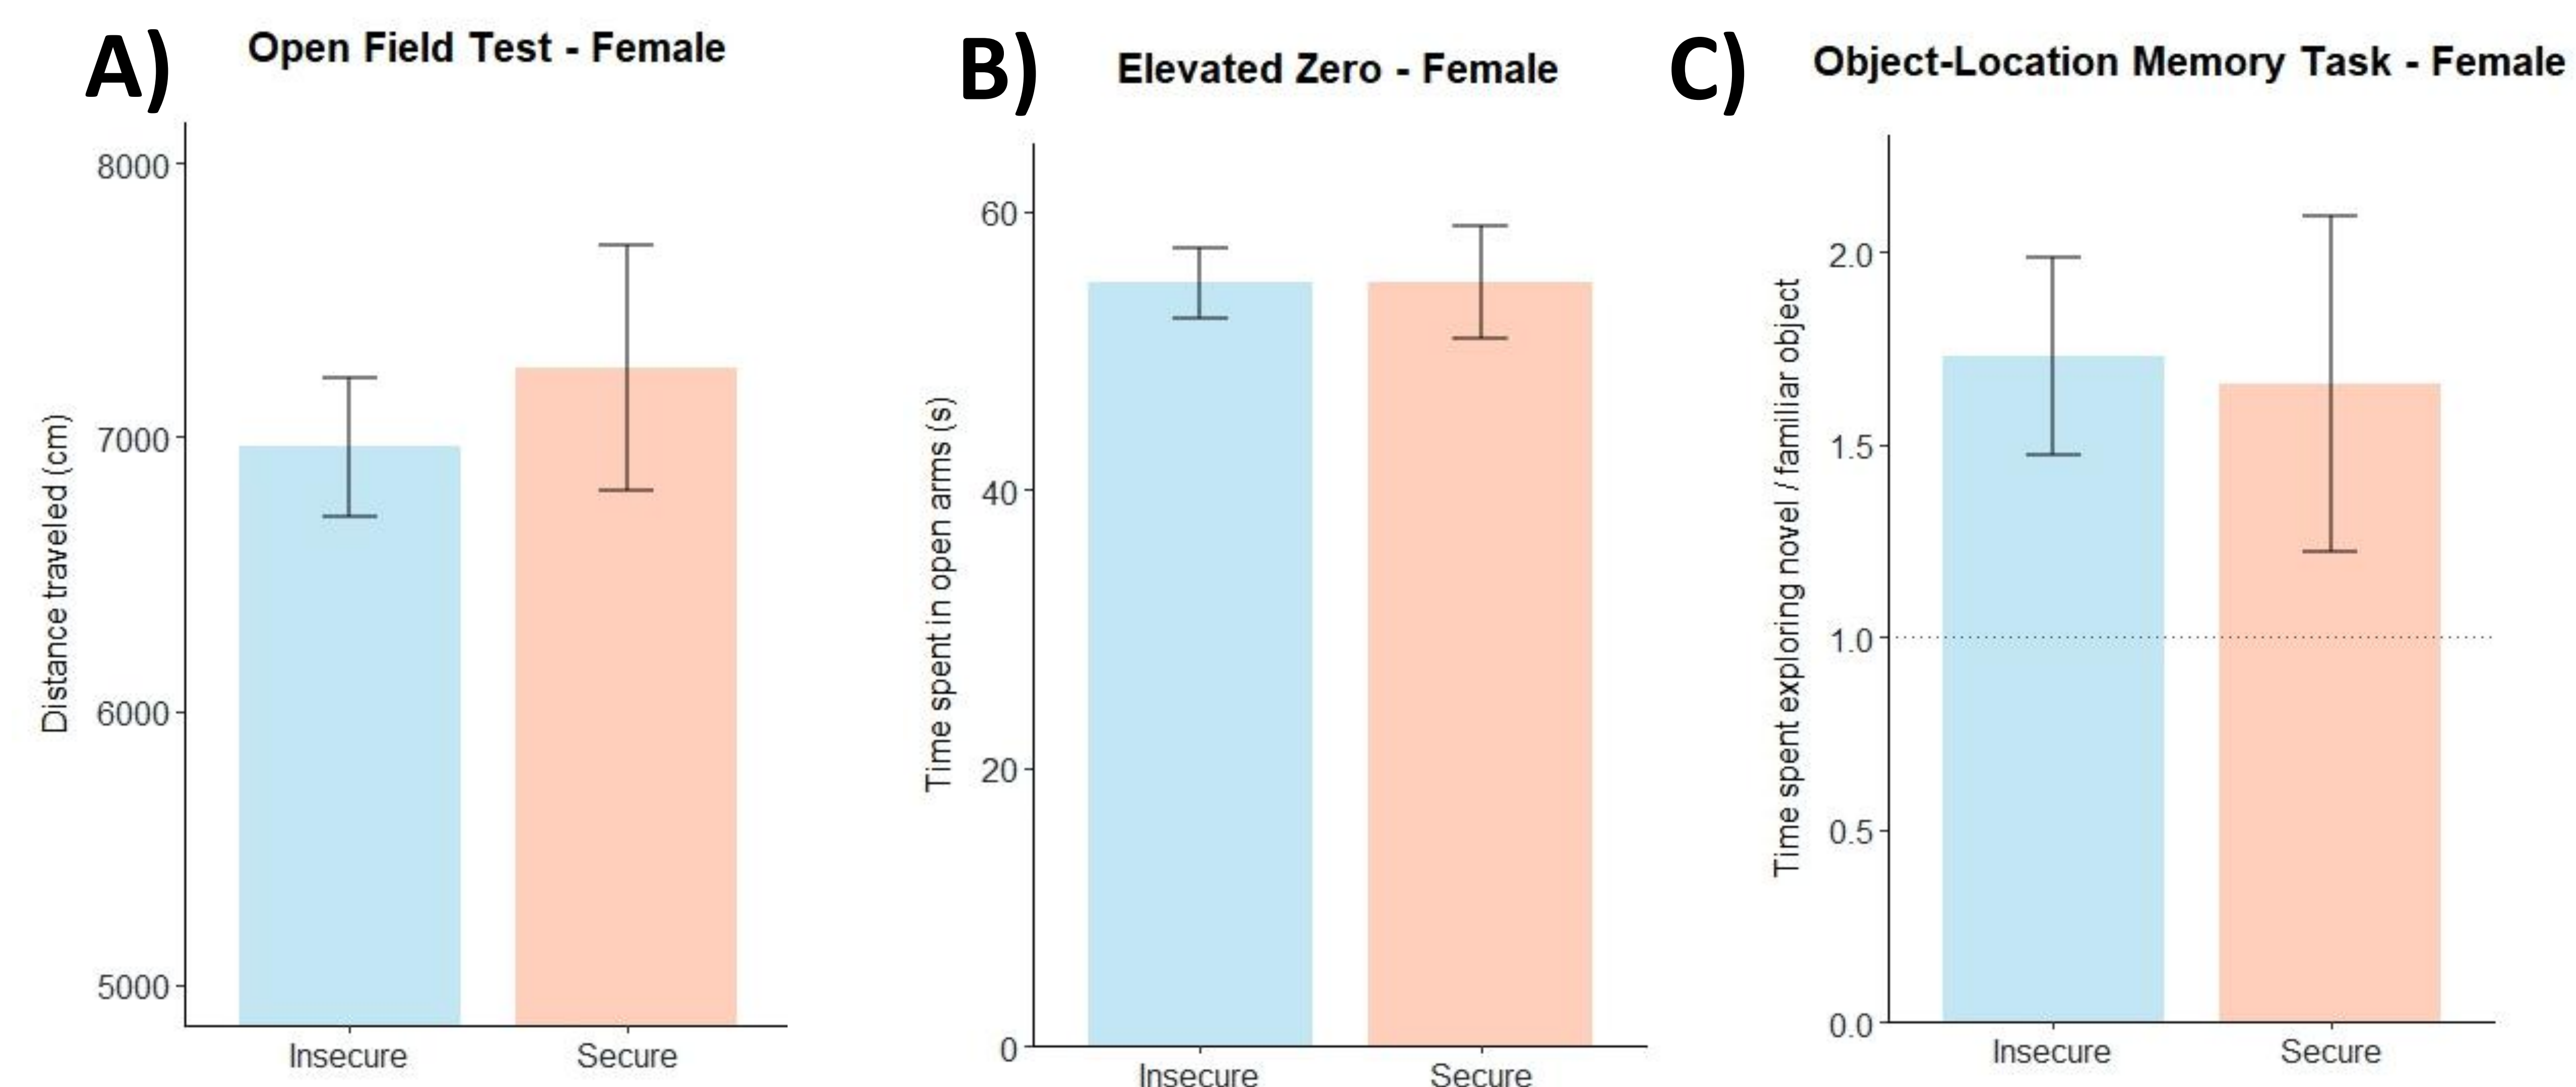 A)
Open Field Test - Female
Distance traveled (cm)
8000
7000
6000
5000
Insecure
Secure
B)
Elevated Zero - Female
Time spent in open arms (s)
60
40
20
0
Insecure
Secure
C)
Object-Location Memory Task - Female
Time spent exploring novel / familiar object
2.0
1.5
1.0
0.5
0.0
Insecure
Secure